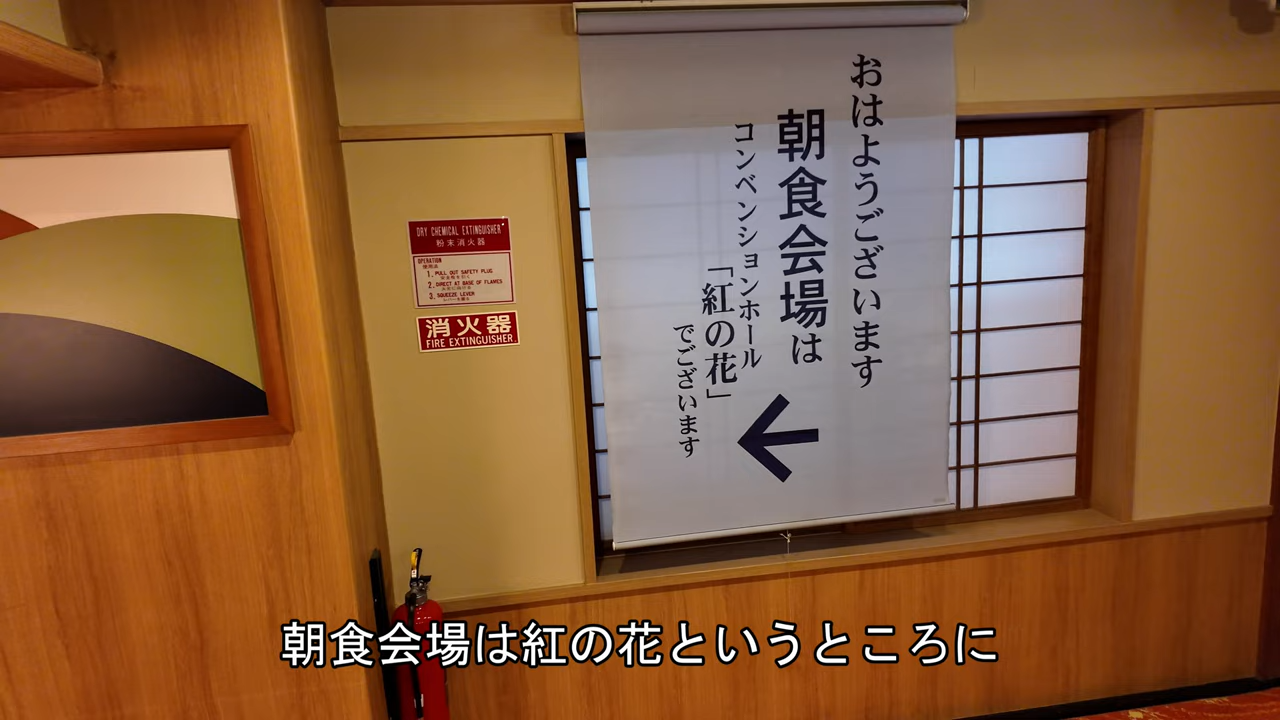 おはようございます
朝食会場は
コンベンションホール
「紅の花」
でございます
DRY CHEMICAL EXTINGUISHER
粉末消火器
OPERATION
使用法
1. PULL OUT SAFETY PLUG
2. DIRECT AT BASE OF FLAMES
3. SQUEEZE LEVER
消火器
FIRE EXTINGUISHER
朝食会場は紅の花というところに